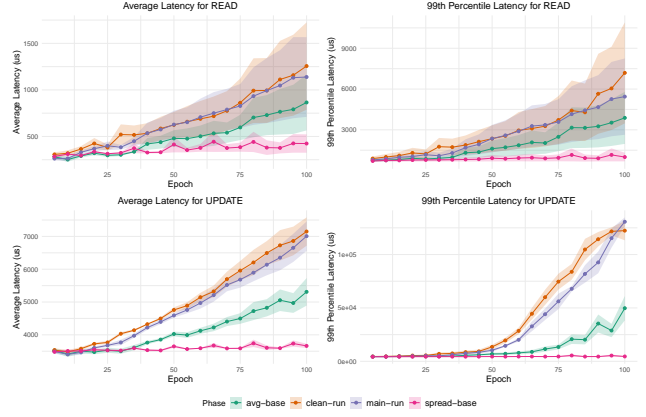 Average Latency for READ
99th Percentile Latency for READ
Average Latency (us)
1500
1000
500
25
50
75
100
Epoch
99th Percentile Latency (us)
9000
6000
3000
25
50
75
100
Epoch
Average Latency for UPDATE
99th Percentile Latency for UPDATE
Average Latency (us)
7000
6000
5000
4000
25
50
75
100
Epoch
99th Percentile Latency (us)
1e+05
5e+04
0e+00
25
50
75
100
Epoch
Phase avg-base clean-run main-run spread-base